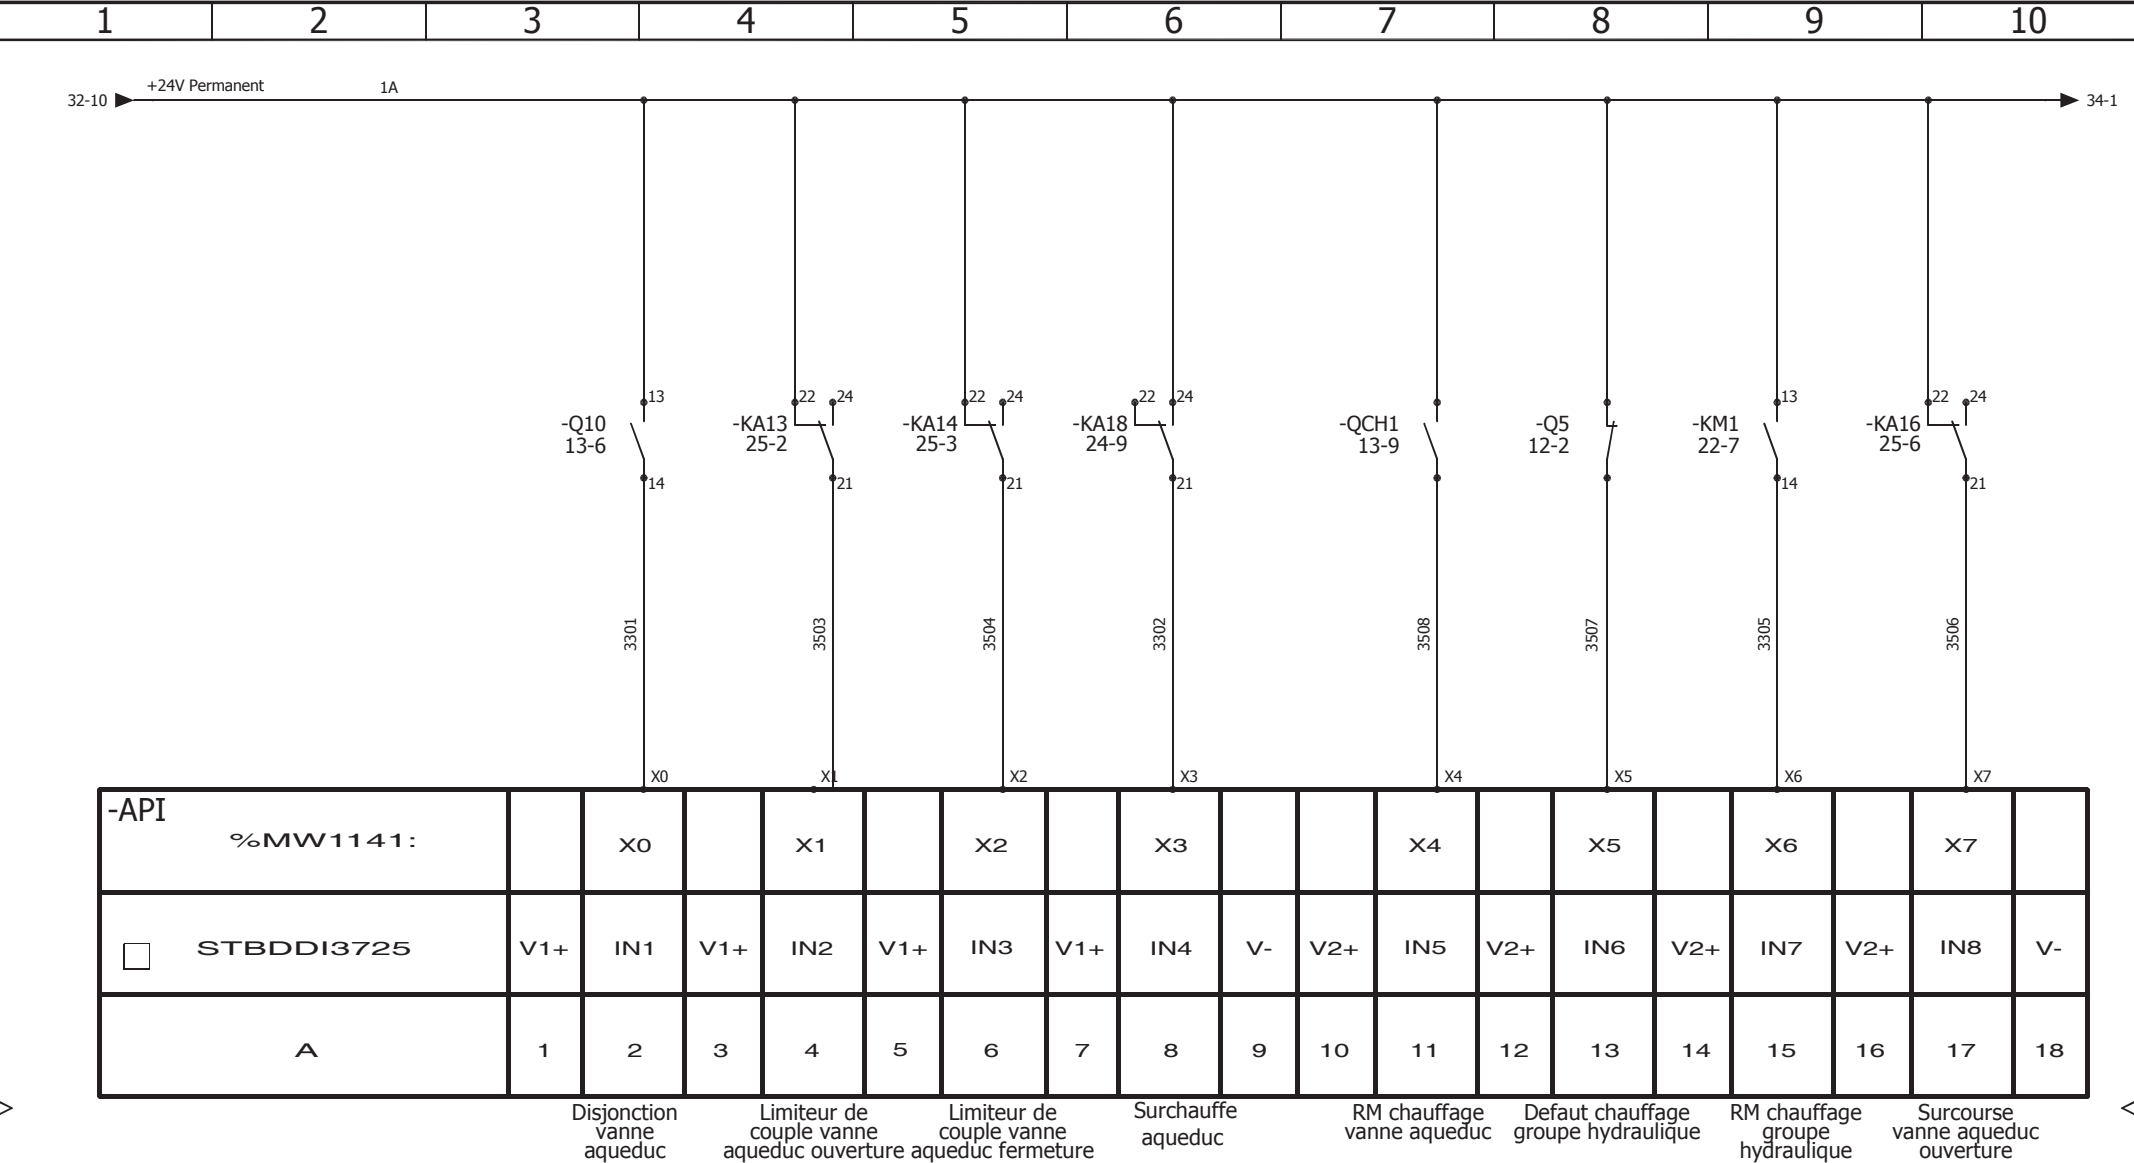 1 2 3 4 5 6 7 8 9 10
+24V Permanent 1A
32-10 34-1
13 22 24 22 24 22 24 13 22 24
-Q10 -KA13 -KA14 -KA18 -QCH1 -Q5 -KM1 -KA16
13-6 25-2 25-3 24-9 13-9 12-2 22-7 25-6
14 21 21 21 14 21
3301 3503 3504 3302 3508 3507 3305 3506
X0 X1 X2 X3 X4 X5 X6 X7
-API
%MW1141: X0 X1 X2 X3 X4 X5 X6 X7
STBDDI3725 V1+ IN1 V1+ IN2 V1+ IN3 V1+ IN4 V- V2+ IN5 V2+ IN6 V2+ IN7 V2+ IN8 V-
A 1 2 3 4 5 6 7 8 9 10 11 12 13 14 15 16 17 18
Disjonction
vanne
aqueduc
Limiteur de
couple vanne
aqueduc ouverture
Limiteur de
couple vanne
aqueduc fermeture
Surchauffe
aqueduc
RM chauffage
vanne aqueduc
Defaut chauffage
groupe hydraulique
RM chauffage
groupe
hydraulique
Surcourse
vanne aqueduc
ouverture